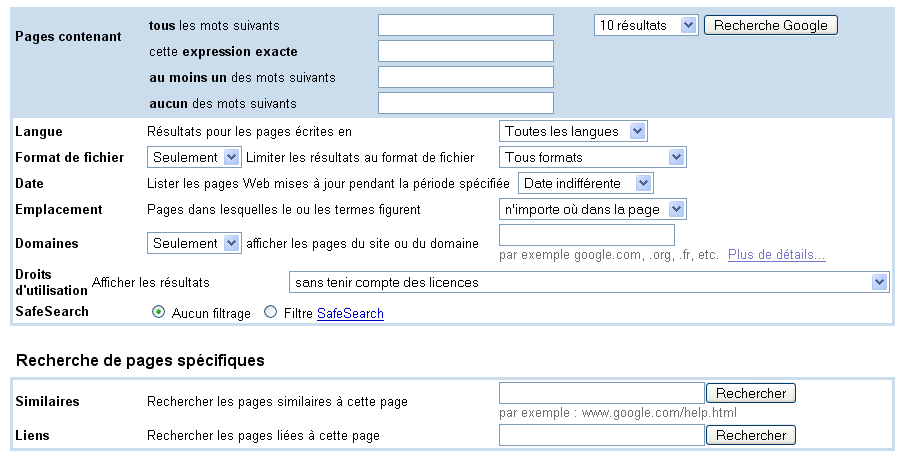 Pages contenant tous les mots suivants 10 résultats Recherche Google
cette expression exacte
au moins un des mots suivants
aucun des mots suivants
Langue Résultats pour les pages écrites en Toutes les langues
Format de fichier Seulement Limiter les résultats au format de fichier Tous formats
Date Lister les pages Web mises à jour pendant la période spécifiée Date indifférente
Emplacement Pages dans lesquelles le ou les termes figurent n'importe où dans la page
Domaines Seulement afficher les pages du site ou du domaine
par exemple google.com, .org, .fr, etc. Plus de détails...
Droits
d'utilisation Afficher les résultats sans tenir compte des licences
SafeSearch Aucun filtrage Filtre SafeSearch
Recherche de pages spécifiques
Similaires Rechercher les pages similaires à cette page Rechercher
par exemple : www.google.com/help.html
Liens Rechercher les pages liées à cette page Rechercher